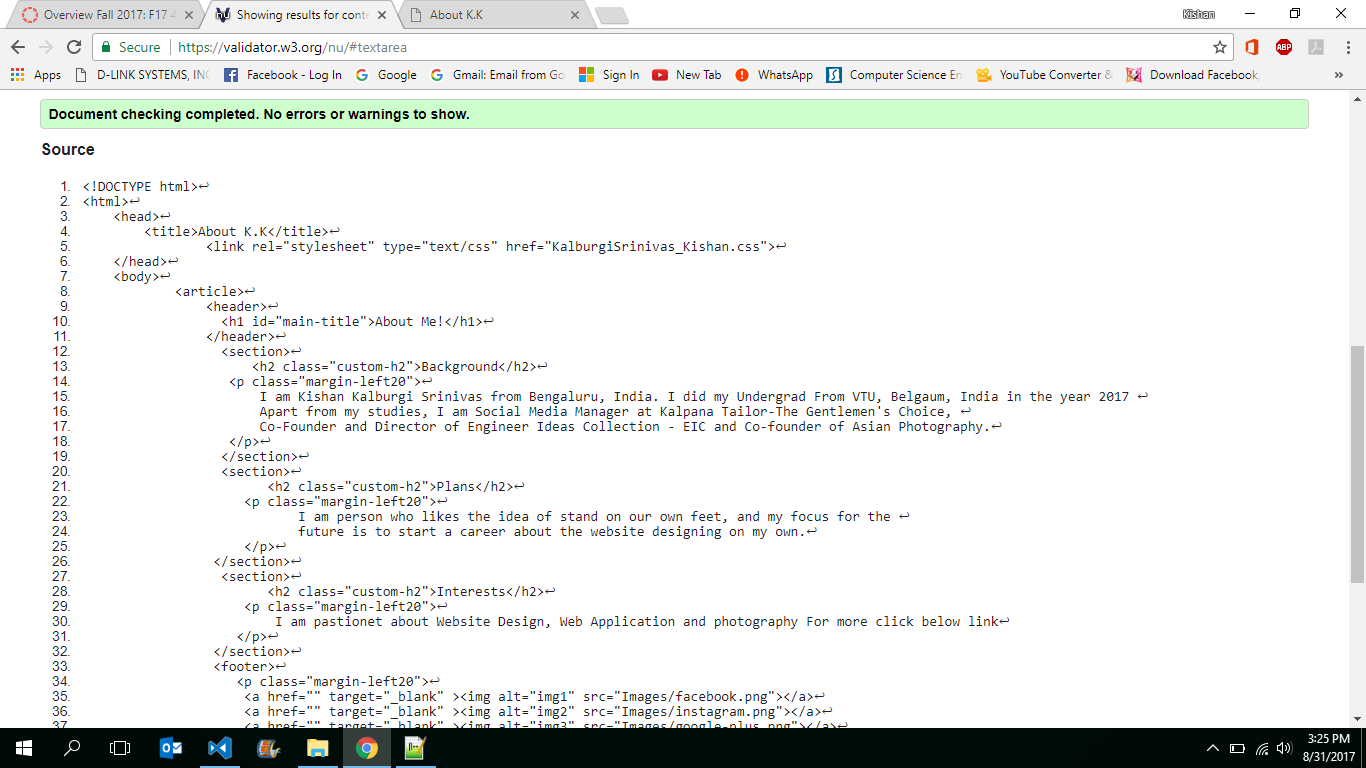 Overview Fall 2017: F17 4
Showing results for conte
About K.K
Kishan
Secure https://validator.w3.org/nu/#textarea
ABP
Apps D-LINK SYSTEMS, INC Facebook - Log In Google Gmail: Email from Go Sign In New Tab WhatsApp Computer Science En YouTube Converter & Download Facebook »
Document checking completed. No errors or warnings to show.
Source
1. <!DOCTYPE html>↩
2. <html>↩
3. <head>↩
4. <title>About K.K</title>↩
5. <link rel="stylesheet" type="text/css" href="KalburgiSrinivas_Kishan.css">↩
6. </head>↩
7. <body>↩
8. <article>↩
9. <header>↩
10. <h1 id="main-title">About Me!</h1>↩
11. </header>↩
12. <section>↩
13. <h2 class="custom-h2">Background</h2>↩
14. <p class="margin-left20">↩
15. I am Kishan Kalburgi Srinivas from Bengaluru, India. I did my Undergrad From VTU, Belgaum, India in the year 2017 ↩
16. Apart from my studies, I am Social Media Manager at Kalpana Tailor-The Gentlemen's Choice, ↩
17. Co-Founder and Director of Engineer Ideas Collection - EIC and Co-founder of Asian Photography.↩
18. </p>↩
19. </section>↩
20. <section>↩
21. <h2 class="custom-h2">Plans</h2>↩
22. <p class="margin-left20">↩
23. I am person who likes the idea of stand on our own feet, and my focus for the ↩
24. future is to start a career about the website designing on my own.↩
25. </p>↩
26. </section>↩
27. <section>↩
28. <h2 class="custom-h2">Interests</h2>↩
29. <p class="margin-left20">↩
30. I am pastionet about Website Design, Web Application and photography For more click below link↩
31. </p>↩
32. </section>↩
33. <footer>↩
34. <p class="margin-left20">↩
35. <a href="" target="_blank" ><img alt="img1" src="Images/facebook.png"></a>↩
36. <a href="" target="_blank" ><img alt="img2" src="Images/instagram.png"></a>↩
37. <a href="" target="_blank" ><img alt="img3" src="Images/google-plus.png"></a>↩
3:25 PM
8/31/2017